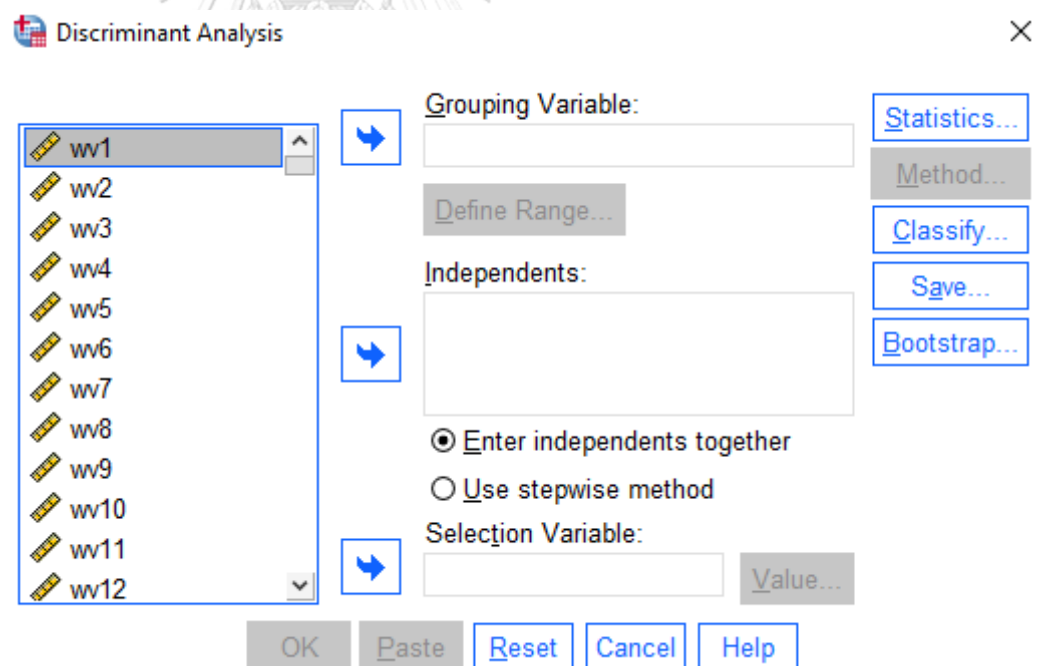 Discriminant Analysis
wv1
wv2
wv3
wv4
wv5
wv6
wv7
wv8
wv9
wv10
wv11
wv12
Grouping Variable:
Define Range...
Independents:
Enter independents together
Use stepwise method
Selection Variable:
Value...
Statistics...
Method...
Classify...
Save...
Bootstrap...
OK Paste Reset Cancel Help